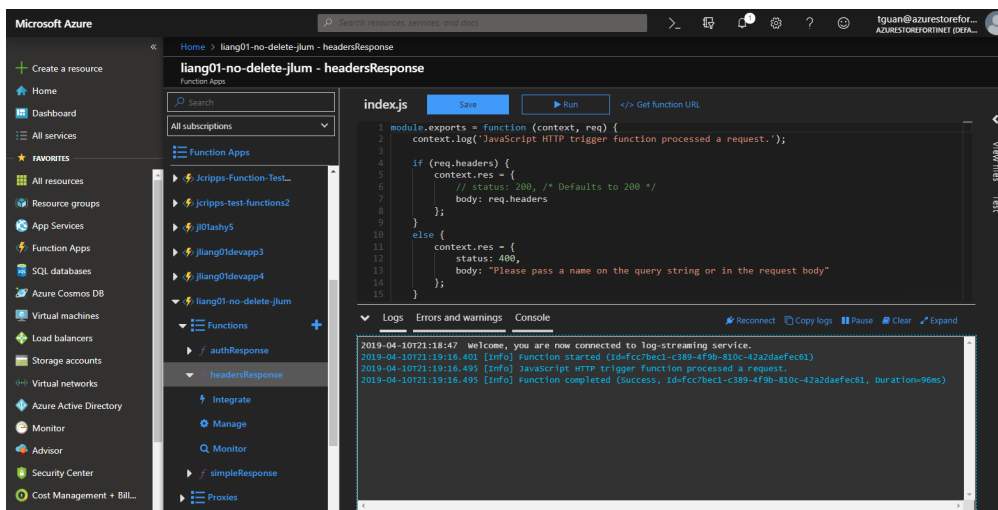 Microsoft Azure
Search resources, services, and docs
1
tguan@azurestorefor...
AZURESTOREFORTINET (DEFA...
«
Create a resource
Home
Dashboard
All services
FAVORITES
All resources
Resource groups
App Services
Function Apps
SQL databases
Azure Cosmos DB
Virtual machines
Load balancers
Storage accounts
Virtual networks
Azure Active Directory
Monitor
Advisor
Security Center
Cost Management + Bill...
Home > liang01-no-delete-jlum - headersResponse
liang01-no-delete-jlum - headersResponse
Function Apps
Search
All subscriptions
Function Apps
Jcripps-Function-Test...
jcripps-test-functions2
jl01ashy5
jliang01devapp3
jliang01devapp4
liang01-no-delete-jlum
Functions
authResponse
headersResponse
Integrate
Manage
Monitor
simpleResponse
Proxies
index.js
Save
Run
</> Get function URL
1 module.exports = function (context, req) {
2 context.log('JavaScript HTTP trigger function processed a request.');
3
4 if (req.headers) {
5 context.res = {
6 // status: 200, /* Defaults to 200 */
7 body: req.headers
8 };
9 }
10 else {
11 context.res = {
12 status: 400,
13 body: "Please pass a name on the query string or in the request body"
14 };
15 }
View files
Test
Logs Errors and warnings Console
Reconnect Copy logs Pause Clear Expand
2019-04-10T21:18:47 Welcome, you are now connected to log-streaming service.
2019-04-10T21:19:16.401 [Info] Function started (Id=fcc7bec1-c389-4f9b-810c-42a2daefec61)
2019-04-10T21:19:16.495 [Info] JavaScript HTTP trigger function processed a request.
2019-04-10T21:19:16.495 [Info] Function completed (Success, Id=fcc7bec1-c389-4f9b-810c-42a2daefec61, Duration=96ms)